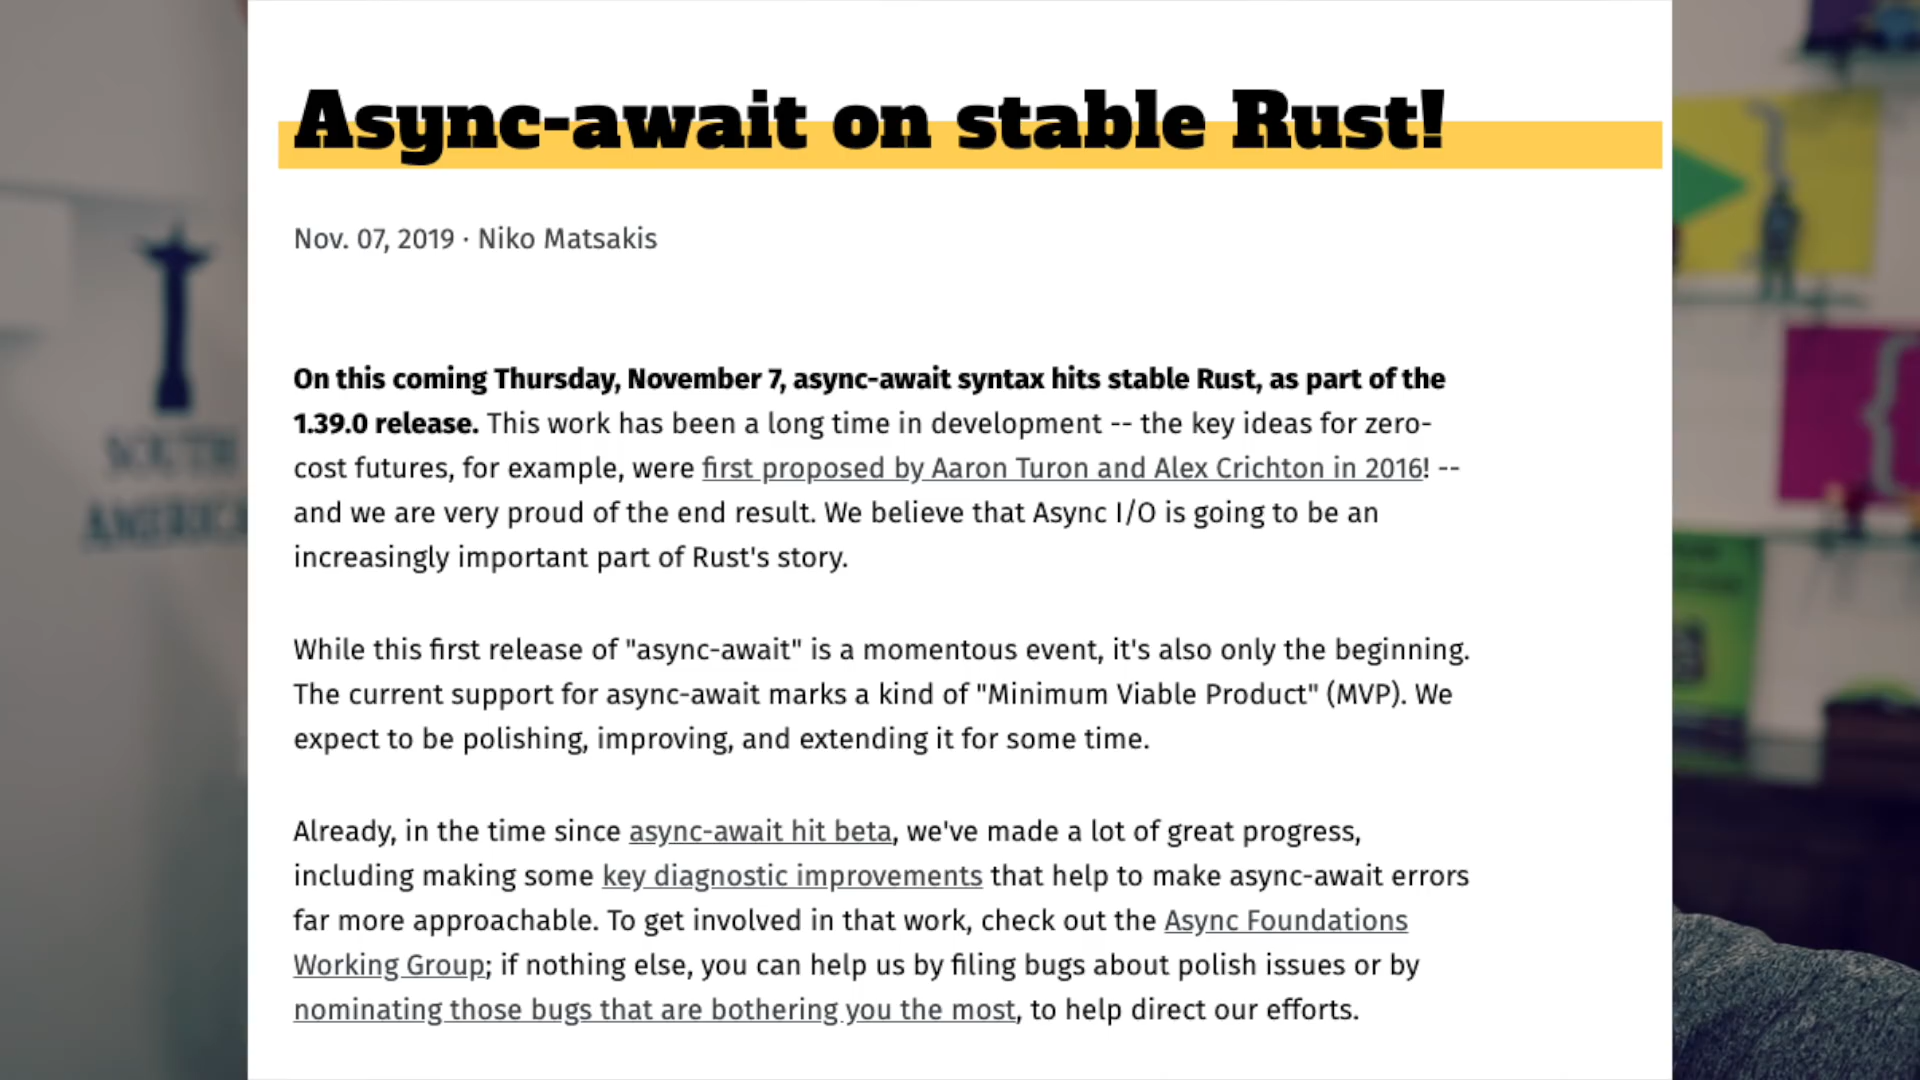 Async-await on stable Rust!
Nov. 07, 2019 · Niko Matsakis
On this coming Thursday, November 7, async-await syntax hits stable Rust, as part of the
1.39.0 release. This work has been a long time in development -- the key ideas for zero-
cost futures, for example, were first proposed by Aaron Turon and Alex Crichton in 2016! --
and we are very proud of the end result. We believe that Async I/O is going to be an
increasingly important part of Rust's story.
While this first release of "async-await" is a momentous event, it's also only the beginning.
The current support for async-await marks a kind of "Minimum Viable Product" (MVP). We
expect to be polishing, improving, and extending it for some time.
Already, in the time since async-await hit beta, we've made a lot of great progress,
including making some key diagnostic improvements that help to make async-await errors
far more approachable. To get involved in that work, check out the Async Foundations
Working Group; if nothing else, you can help us by filing bugs about polish issues or by
nominating those bugs that are bothering you the most, to help direct our efforts.
SOUTH
AMERICA
{